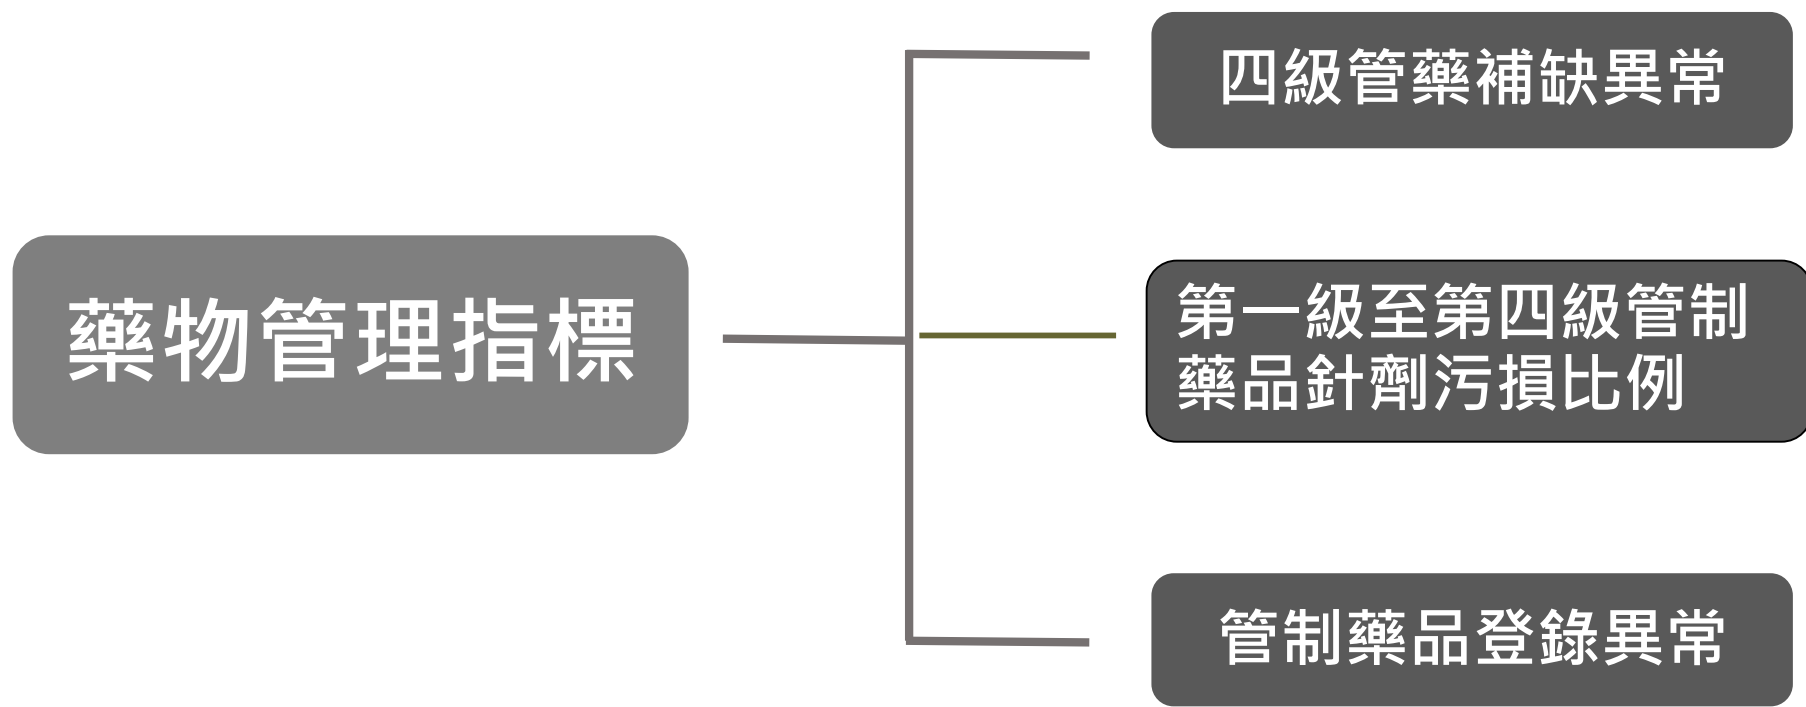 四級管藥補缺異常
藥物管理指標
第一級至第四級管制
藥品針劑污損比例
管制藥品登錄異常